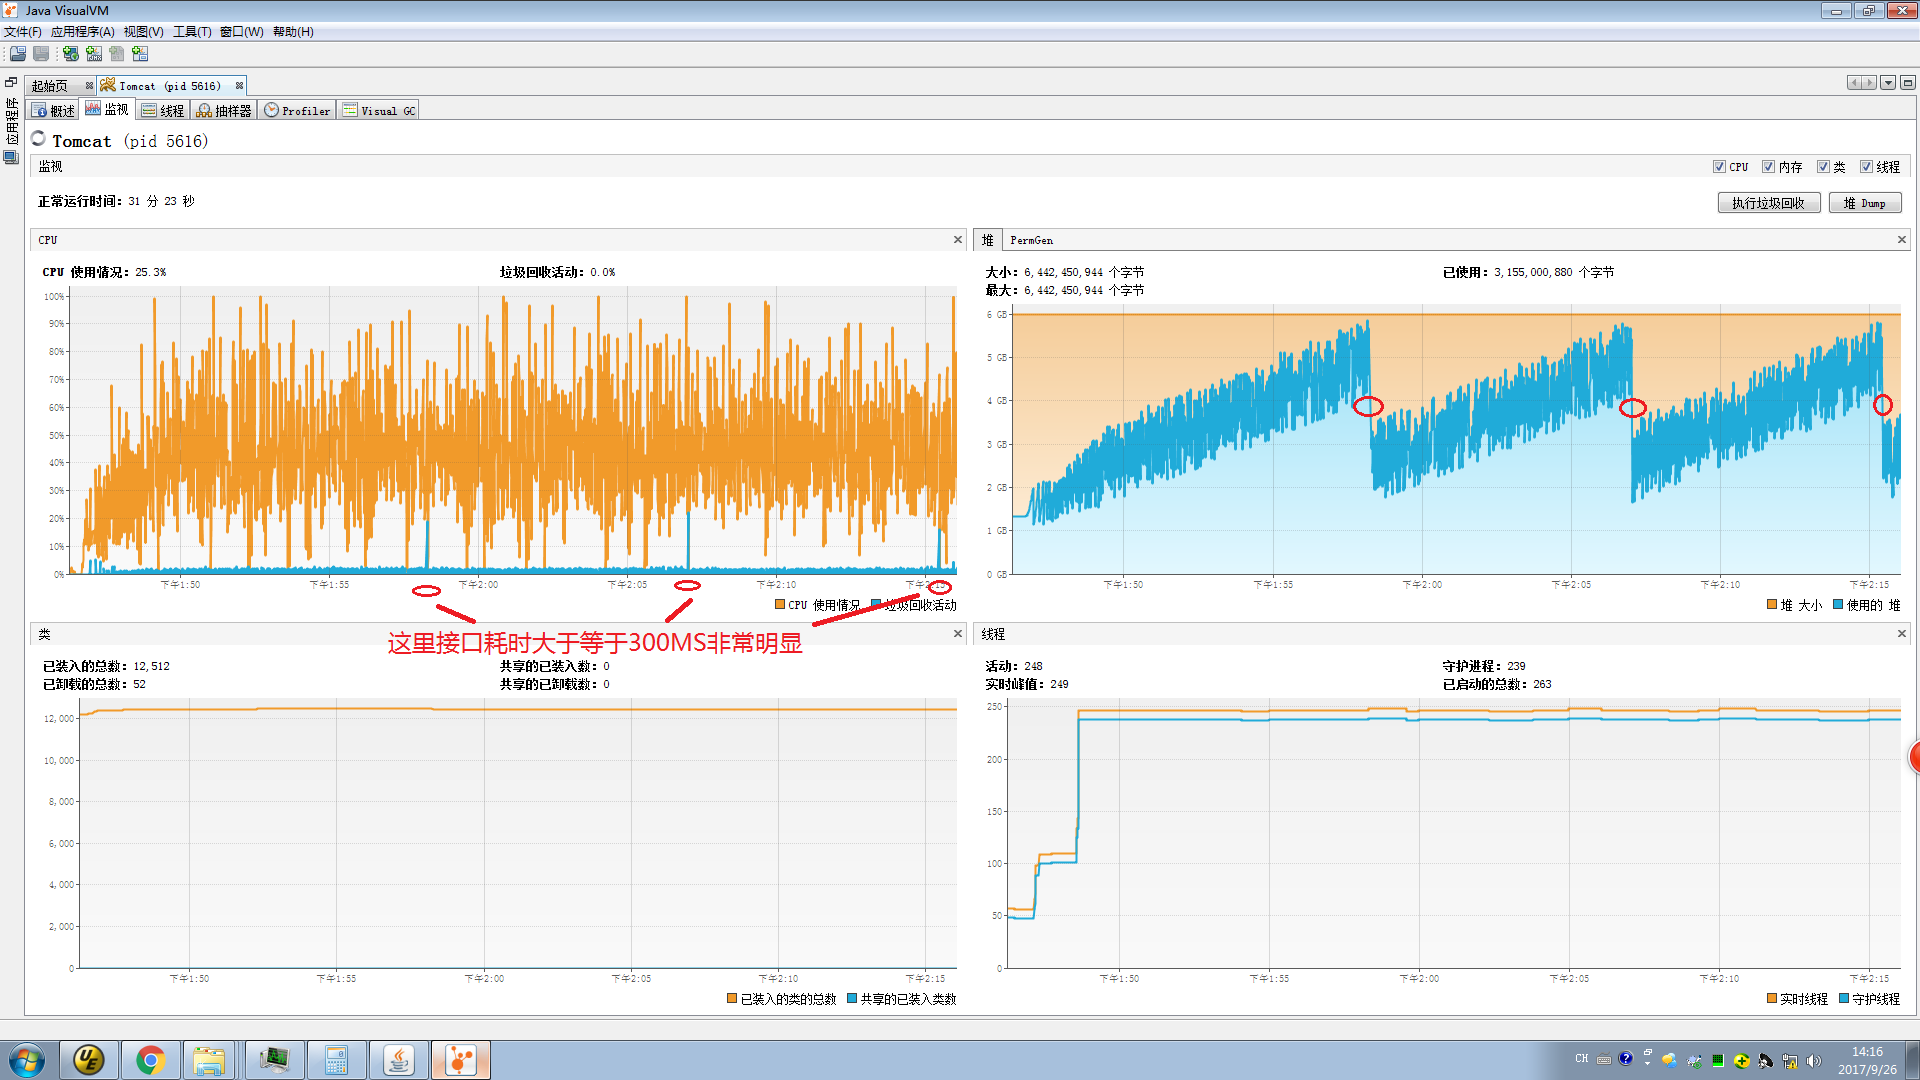 Java VisualVM
文件(F) 应用程序(A) 视图(V) 工具(T) 窗口(W) 帮助(H)
应用程序
起始页 Tomcat (pid 5616)
概述 监视 线程 抽样器 Profiler Visual GC
Tomcat (pid 5616)
监视 CPU 内存 类 线程
正常运行时间: 31 分 23 秒 执行垃圾回收 堆 Dump
CPU
CPU 使用情况: 25.3% 垃圾回收活动: 0.0%
100%
90%
80%
70%
60%
50%
40%
30%
20%
10%
0%
下午1:50 下午1:55 下午2:00 下午2:05 下午2:10 下午2:15
CPU 使用情况 垃圾回收活动
堆 PermGen
大小: 6,442,450,944 个字节 已使用: 3,155,000,880 个字节
最大: 6,442,450,944 个字节
6 GB
5 GB
4 GB
3 GB
2 GB
1 GB
0 GB
下午1:50 下午1:55 下午2:00 下午2:05 下午2:10 下午2:15
堆 大小 使用的 堆
这里接口耗时大于等于300MS非常明显
类
已装入的总数: 12,512 共享的已装入数: 0
已卸载的总数: 52 共享的已卸载数: 0
12,000
10,000
8,000
6,000
4,000
2,000
0
下午1:50 下午1:55 下午2:00 下午2:05 下午2:10 下午2:15
已装入的类的总数 共享的已装入类数
线程
活动: 248 守护进程: 239
实时峰值: 249 已启动的总数: 263
250
200
150
100
50
0
下午1:50 下午1:55 下午2:00 下午2:05 下午2:10 下午2:15
实时线程 守护线程
UE
CH
14:16
2017/9/26